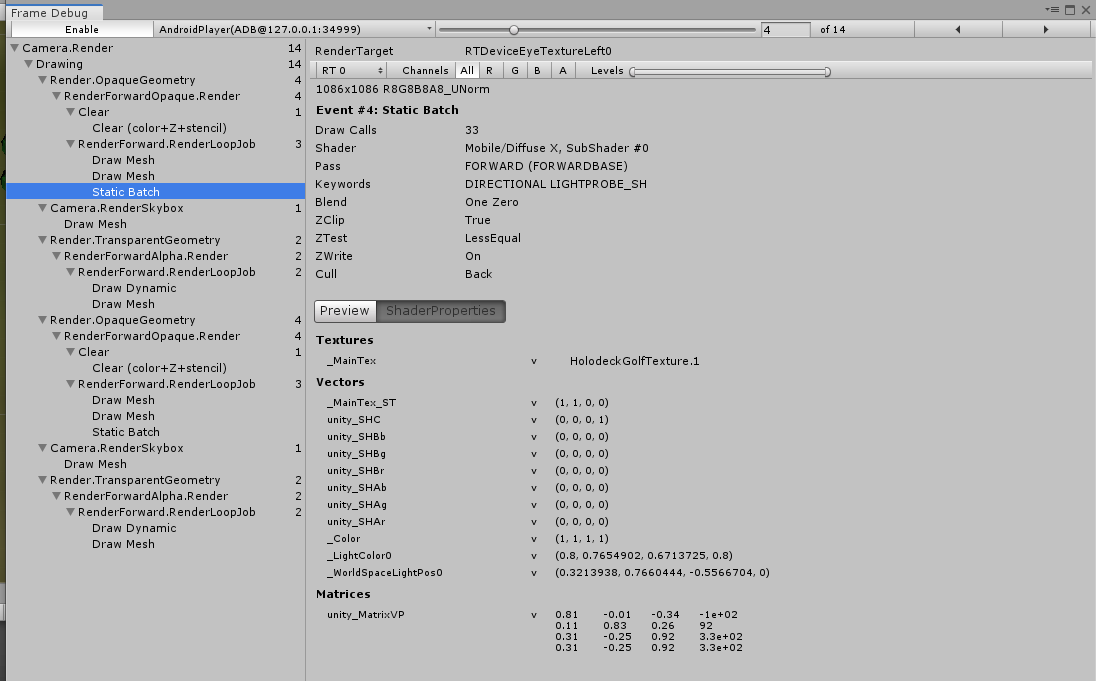 Frame Debug
Enable AndroidPlayer(ADB@127.0.0.1:34999) 4 of 14
Camera.Render 14
Drawing 14
Render.OpaqueGeometry 4
RenderForwardOpaque.Render 4
Clear 1
Clear (color+Z+stencil)
RenderForward.RenderLoopJob 3
Draw Mesh
Draw Mesh
Static Batch
Camera.RenderSkybox 1
Draw Mesh
Render.TransparentGeometry 2
RenderForwardAlpha.Render 2
RenderForward.RenderLoopJob 2
Draw Dynamic
Draw Mesh
Render.OpaqueGeometry 4
RenderForwardOpaque.Render 4
Clear 1
Clear (color+Z+stencil)
RenderForward.RenderLoopJob 3
Draw Mesh
Draw Mesh
Static Batch
Camera.RenderSkybox 1
Draw Mesh
Render.TransparentGeometry 2
RenderForwardAlpha.Render 2
RenderForward.RenderLoopJob 2
Draw Dynamic
Draw Mesh
RenderTarget RTDeviceEyeTextureLeft0
RT 0 Channels All R G B A Levels
1086x1086 R8G8B8A8_UNorm
Event #4: Static Batch
Draw Calls 33
Shader Mobile/Diffuse X, SubShader #0
Pass FORWARD (FORWARDBASE)
Keywords DIRECTIONAL LIGHTPROBE_SH
Blend One Zero
ZClip True
ZTest LessEqual
ZWrite On
Cull Back
Preview ShaderProperties
Textures
_MainTex v HolodeckGolfTexture.1
Vectors
_MainTex_ST v (1, 1, 0, 0)
unity_SHC v (0, 0, 0, 1)
unity_SHBb v (0, 0, 0, 0)
unity_SHBg v (0, 0, 0, 0)
unity_SHBr v (0, 0, 0, 0)
unity_SHAb v (0, 0, 0, 0)
unity_SHAg v (0, 0, 0, 0)
unity_SHAr v (0, 0, 0, 0)
_Color v (1, 1, 1, 1)
_LightColor0 v (0.8, 0.7654902, 0.6713725, 0.8)
_WorldSpaceLightPos0 v (0.3213938, 0.7660444, -0.5566704, 0)
Matrices
unity_MatrixVP v 0.81 -0.01 -0.34 -1e+02
0.11 0.83 0.26 92
0.31 -0.25 0.92 3.3e+02
0.31 -0.25 0.92 3.3e+02